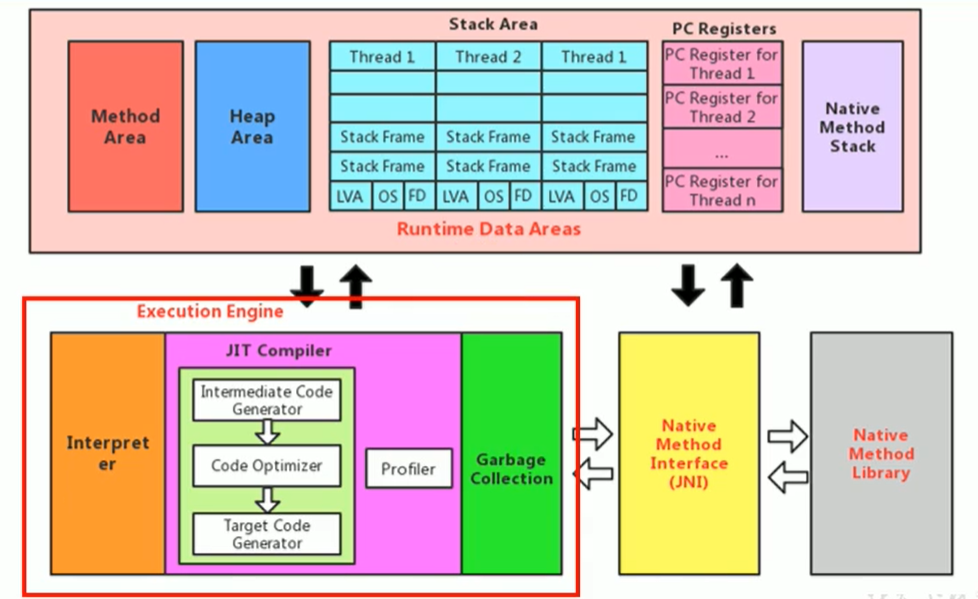 Stack Area
PC Registers
Method
Area
Heap
Area
Thread 1
Thread 2
Thread 1
Stack Frame
Stack Frame
Stack Frame
Stack Frame
Stack Frame
Stack Frame
LVA
OS
FD
LVA
OS
FD
LVA
OS
FD
PC Register for
Thread 1
PC Register for
Thread 2
...
PC Register for
Thread n
Native
Method
Stack
Runtime Data Areas
Execution Engine
Interpret
er
JIT Compiler
Intermediate Code
Generator
Code Optimizer
Target Code
Generator
Profiler
Garbage
Collection
Native
Method
Interface
(JNI)
Native
Method
Library